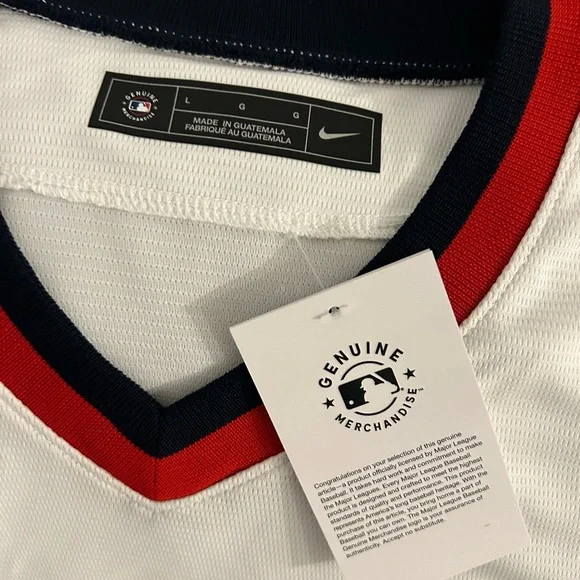 GENUINE
MERCHANDISE
L G G
MADE IN GUATEMALA
FABRIQUÉ AU GUATEMALA
GENUINE
MERCHANDISE™
Congratulations on your selection of this genuine
article—a product officially licensed by Major League
Baseball. It takes hard work and commitment to make
the Major Leagues. Every Major League Baseball
product is designed and crafted to meet the highest
standards of quality and performance. This product
represents America's long baseball heritage. With the
purchase of this article, you bring home a part of
Baseball you can own. The Major League Baseball
Genuine Merchandise logo is your assurance of
authenticity. Accept no substitute.